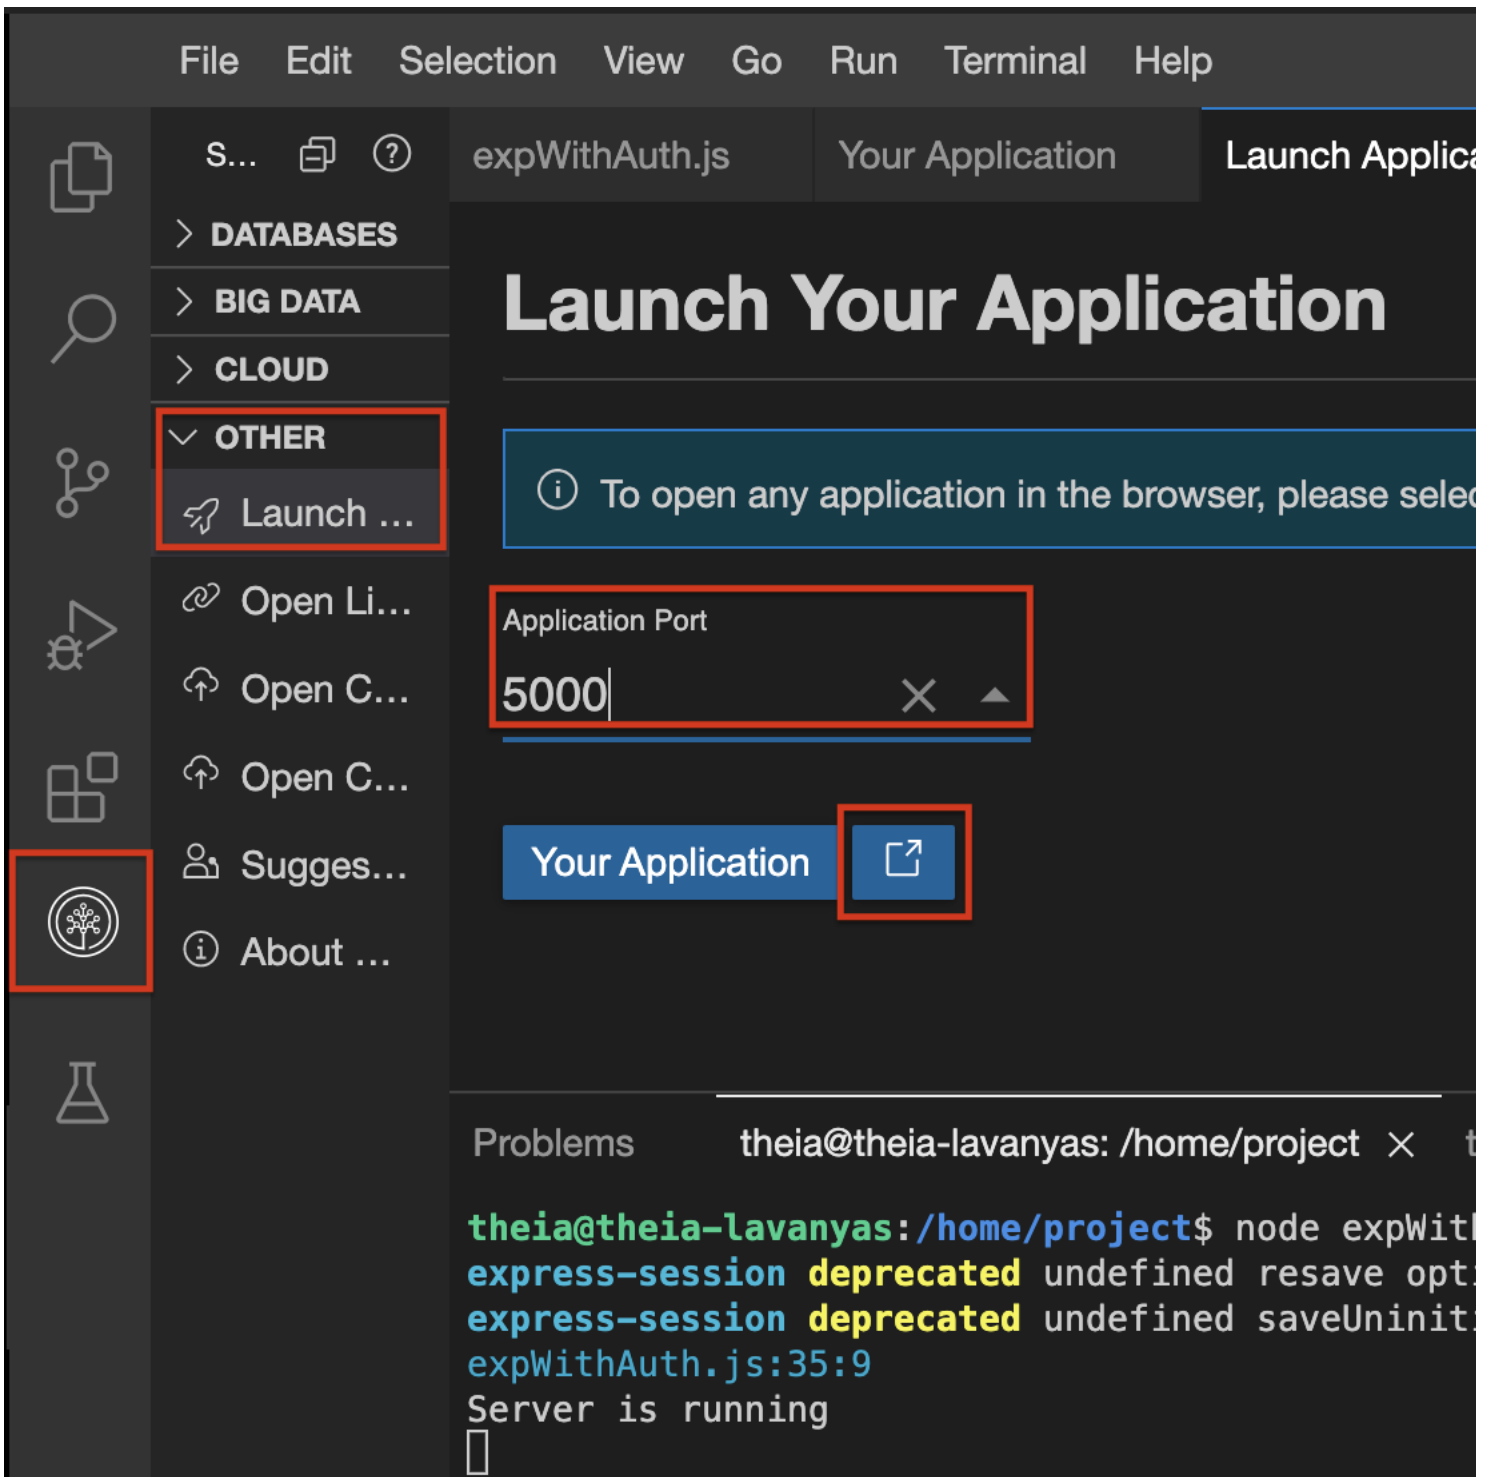 File Edit Selection View Go Run Terminal Help
S...
DATABASES
BIG DATA
CLOUD
OTHER
Launch ...
Open Li...
Open C...
Open C...
Sugges...
About ...
expWithAuth.js Your Application Launch Applica
Launch Your Application
To open any application in the browser, please selec
Application Port
5000
Your Application
Problems theia@theia-lavanyas: /home/project
theia@theia-lavanyas:/home/project$ node expWith
express-session deprecated undefined resave opti
express-session deprecated undefined saveUniniti
expWithAuth.js:35:9
Server is running